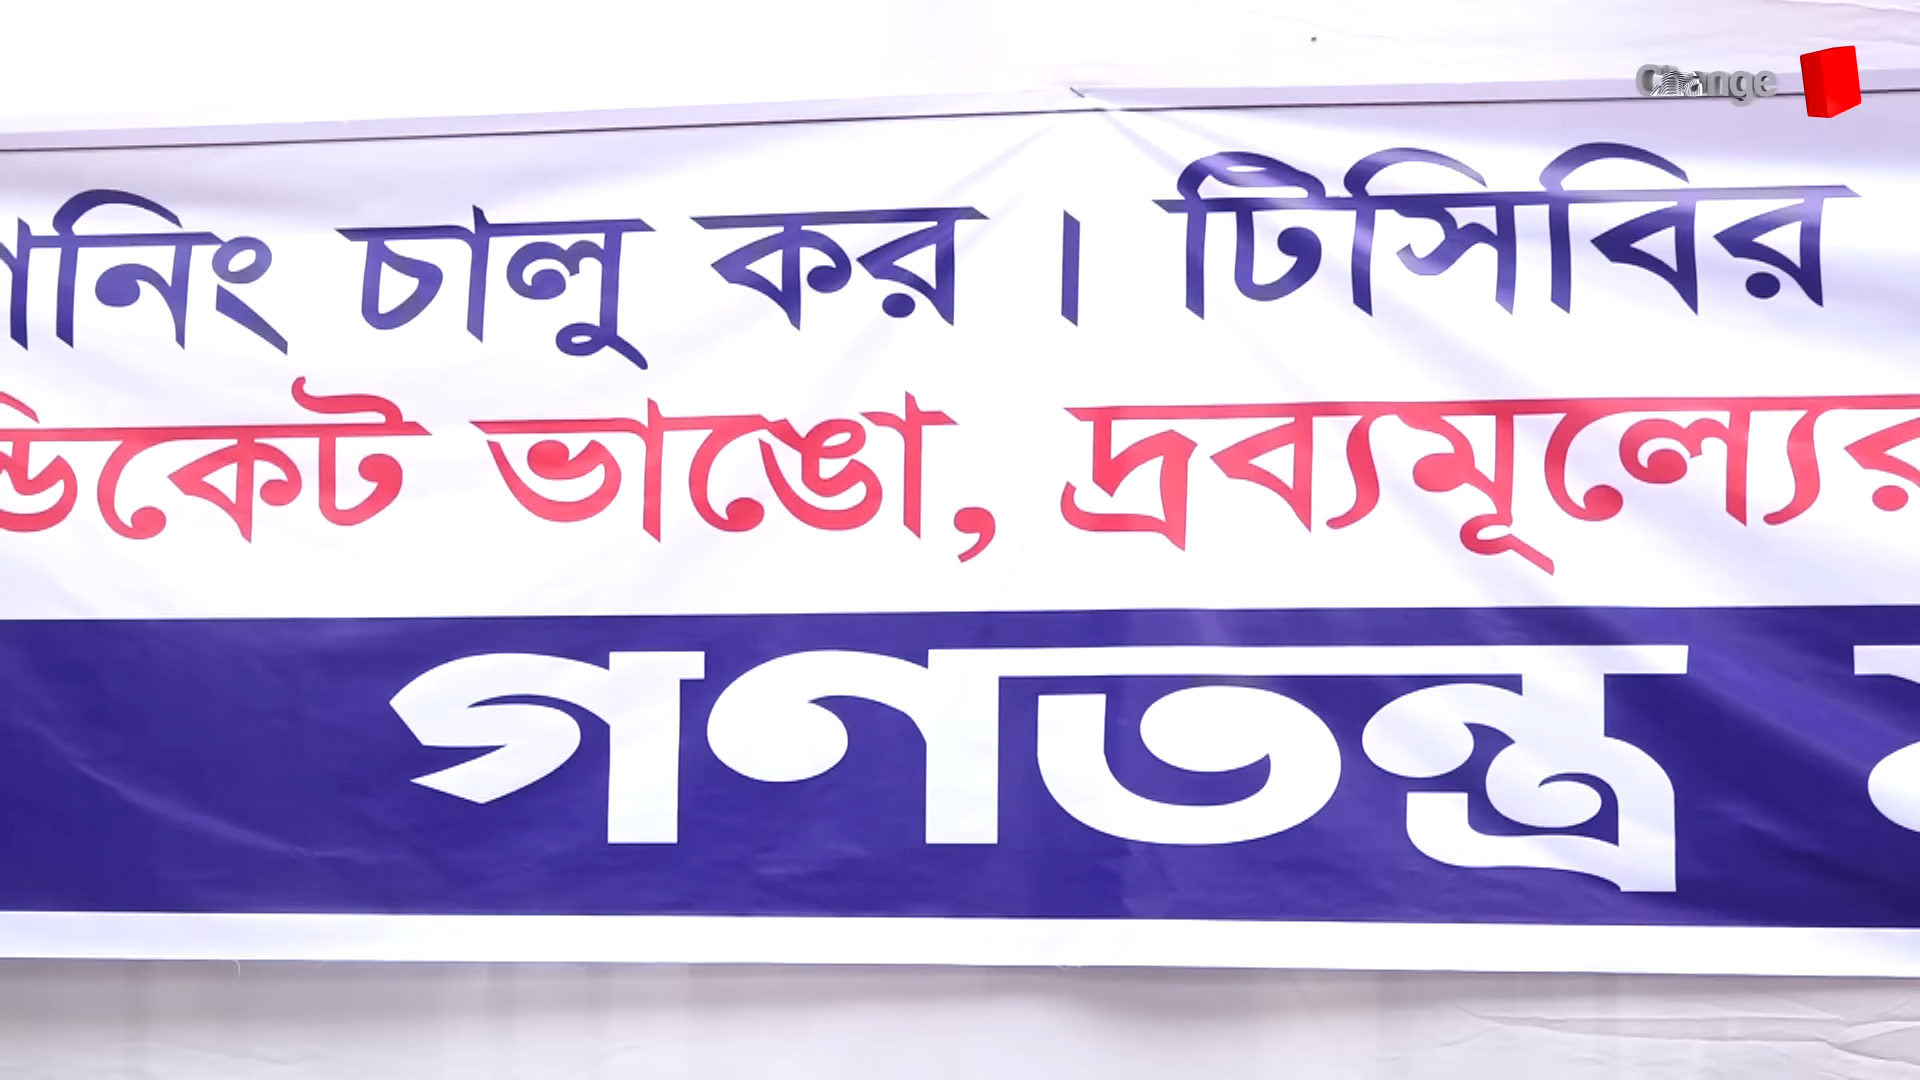 Change
চালু কর । টিসিবির
ভাঙো, দ্রব্যমূল্যের
গণতন্ত্র